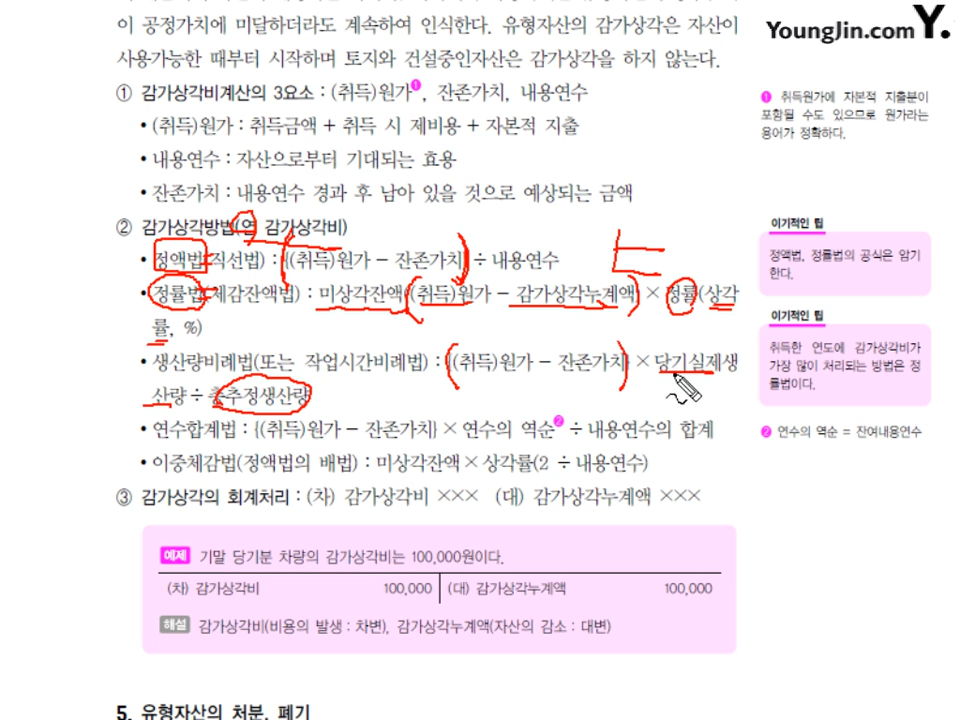 이 공정가치에 미달하더라도 계속하여 인식한다. 유형자산의 감가상각은 자산이
사용가능한 때부터 시작하며 토지와 건설중인자산은 감가상각을 하지 않는다.
① 감가상각비계산의 3요소 : (취득)원가❶, 잔존가치, 내용연수
• (취득)원가 : 취득금액 + 취득 시 제비용 + 자본적 지출
• 내용연수 : 자산으로부터 기대되는 효용
• 잔존가치 : 내용연수 경과 후 남아 있을 것으로 예상되는 금액
② 감가상각방법(연 감가상각비)
• 정액법(직선법) : {(취득)원가 − 잔존가치} ÷ 내용연수
• 정률법(체감잔액법) : 미상각잔액{(취득)원가 − 감가상각누계액} × 정률(상각
률, %)
• 생산량비례법(또는 작업시간비례법) : {(취득)원가 − 잔존가치} × 당기실제생
산량 ÷ 총추정생산량
• 연수합계법 : {(취득)원가 − 잔존가치} × 연수의 역순❷ ÷ 내용연수의 합계
• 이중체감법(정액법의 배법) : 미상각잔액 × 상각률(2 ÷ 내용연수)
③ 감가상각의 회계처리 : (차) 감가상각비 ××× (대) 감가상각누계액 ×××
예제 기말 당기분 차량의 감가상각비는 100,000원이다.
(차) 감가상각비 100,000 (대) 감가상각누계액 100,000
해설 감가상각비(비용의 발생 : 차변), 감가상각누계액(자산의 감소 : 대변)
5. 유형자산의 처분, 폐기
YoungJin.com Y.
❶ 취득원가에 자본적 지출분이
포함될 수도 있으므로 원가라는
용어가 정확하다.
이기적인 팁
정액법, 정률법의 공식은 암기
한다.
이기적인 팁
취득한 연도에 감가상각비가
가장 많이 처리되는 방법은 정
률법이다.
❷ 연수의 역순 = 잔여내용연수